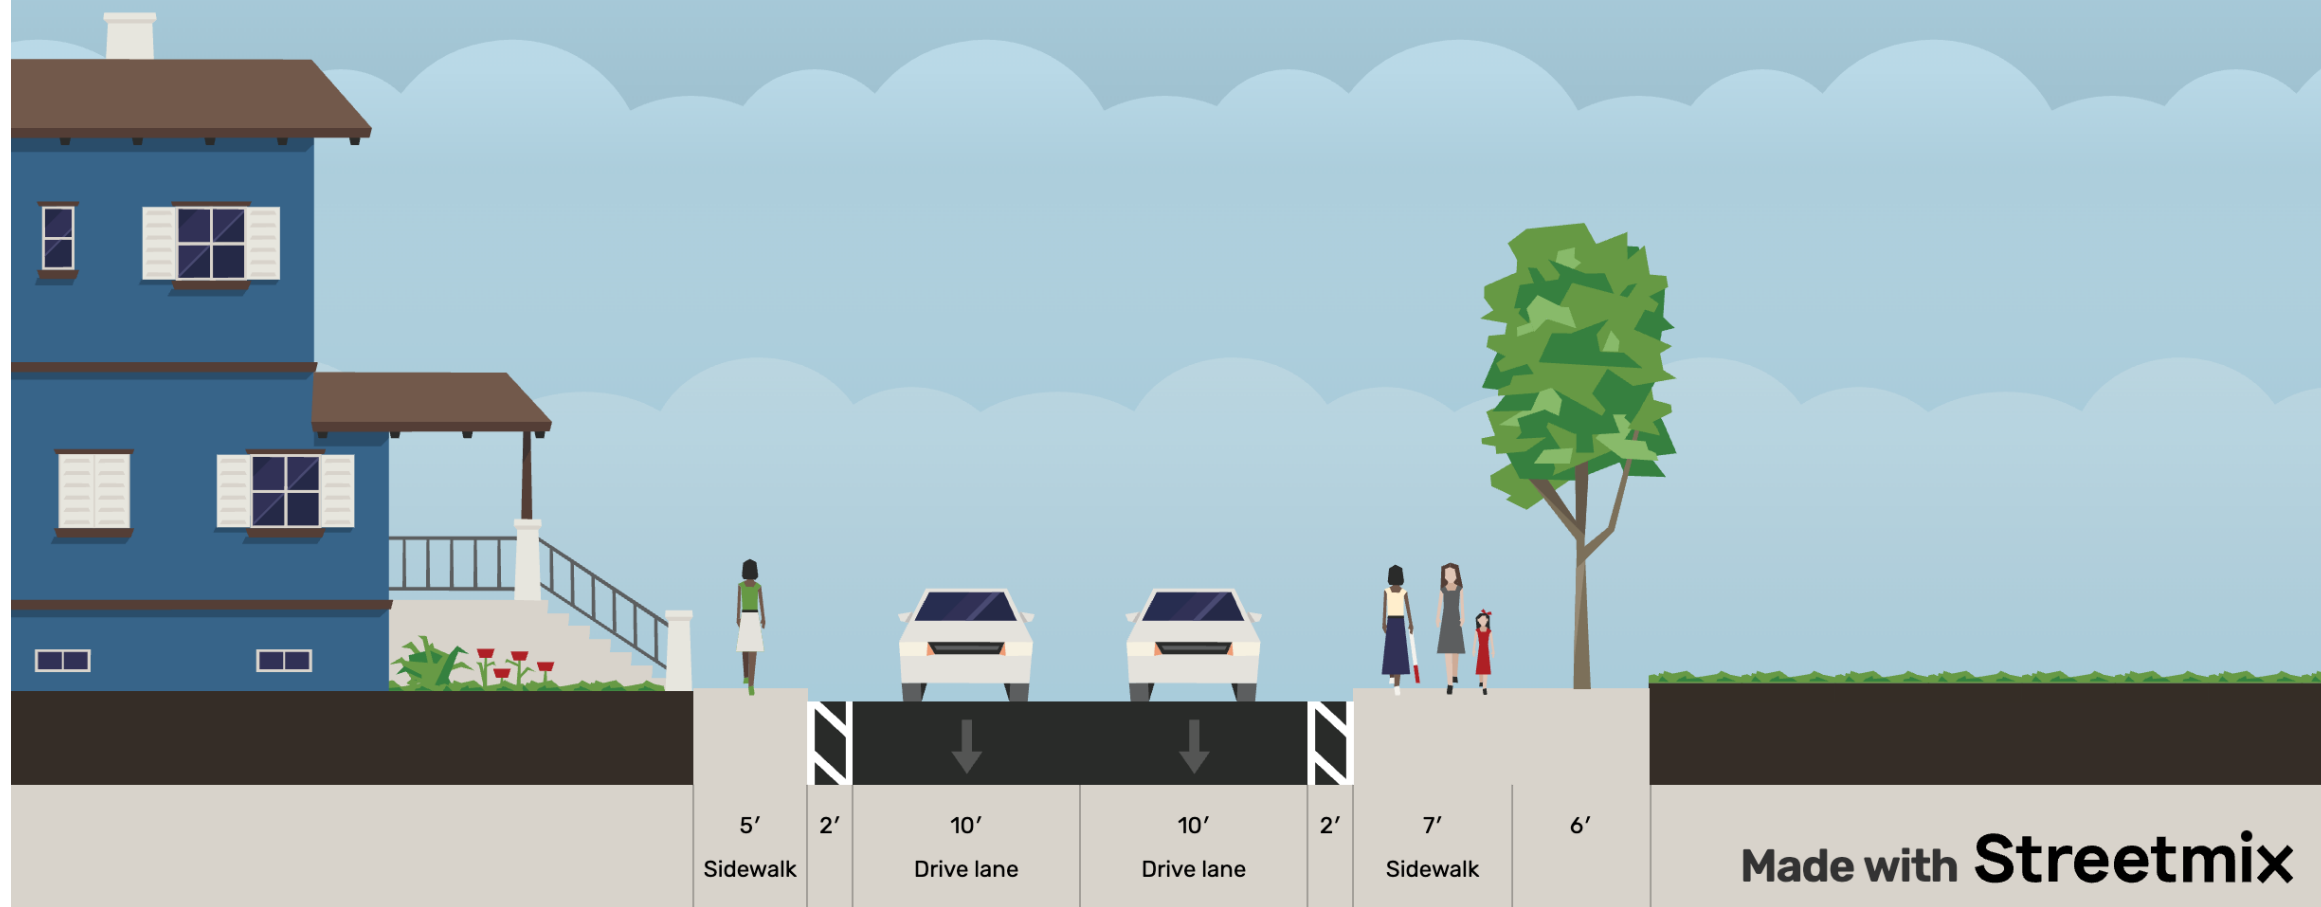 5′
2′
10′
10′
2′
7′
6′
Sidewalk
Drive lane
Drive lane
Sidewalk
Made with Streetmix